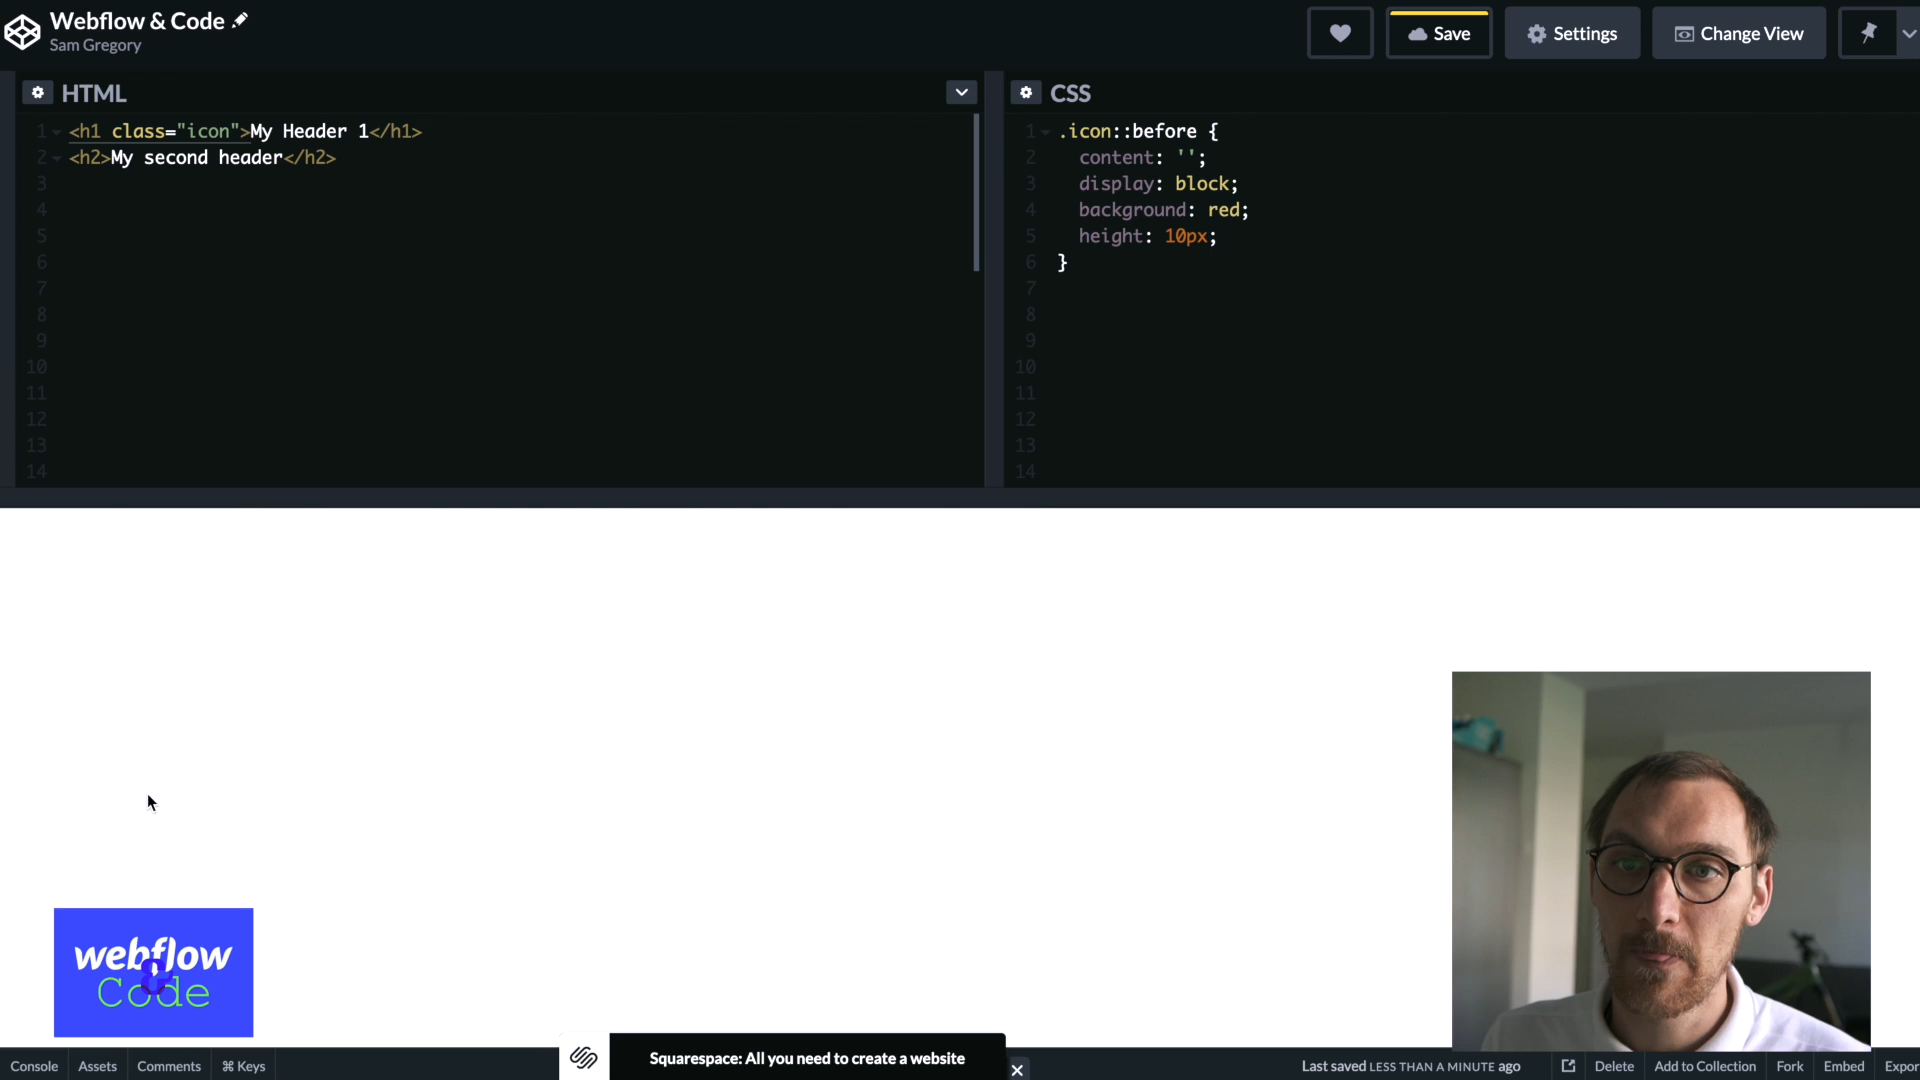 Webflow & Code
Sam Gregory
Save
Settings
Change View
HTML
1 <h1 class="icon">My Header 1</h1>
2 <h2>My second header</h2>
3
4
5
6
7
8
9
10
11
12
13
14
CSS
1 .icon::before {
2 content: '';
3 display: block;
4 background: red;
5 height: 10px;
6 }
7
8
9
10
11
12
13
14
webflow
&
Code
Console
Assets
Comments
⌘ Keys
Squarespace: All you need to create a website
Last saved LESS THAN A MINUTE ago
Delete
Add to Collection
Fork
Embed
Expor